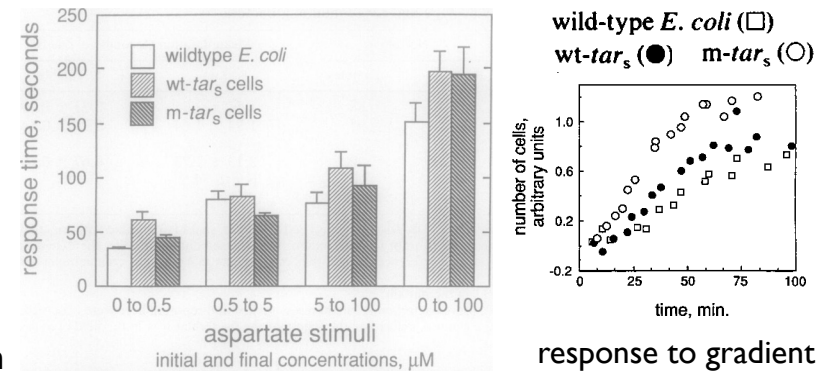 250
200
150
100
50
0
response time, seconds
wildtype E. coli
wt-tars cells
m-tars cells
0 to 0.5 0.5 to 5 5 to 100 0 to 100
aspartate stimuli
initial and final concentrations, μM
wild-type E. coli (□)
wt-tars (●) m-tars (○)
number of cells,
arbitrary units
1.0
0.6
0.2
-0.2
0 25 50 75 100
time, min.
response to gradient